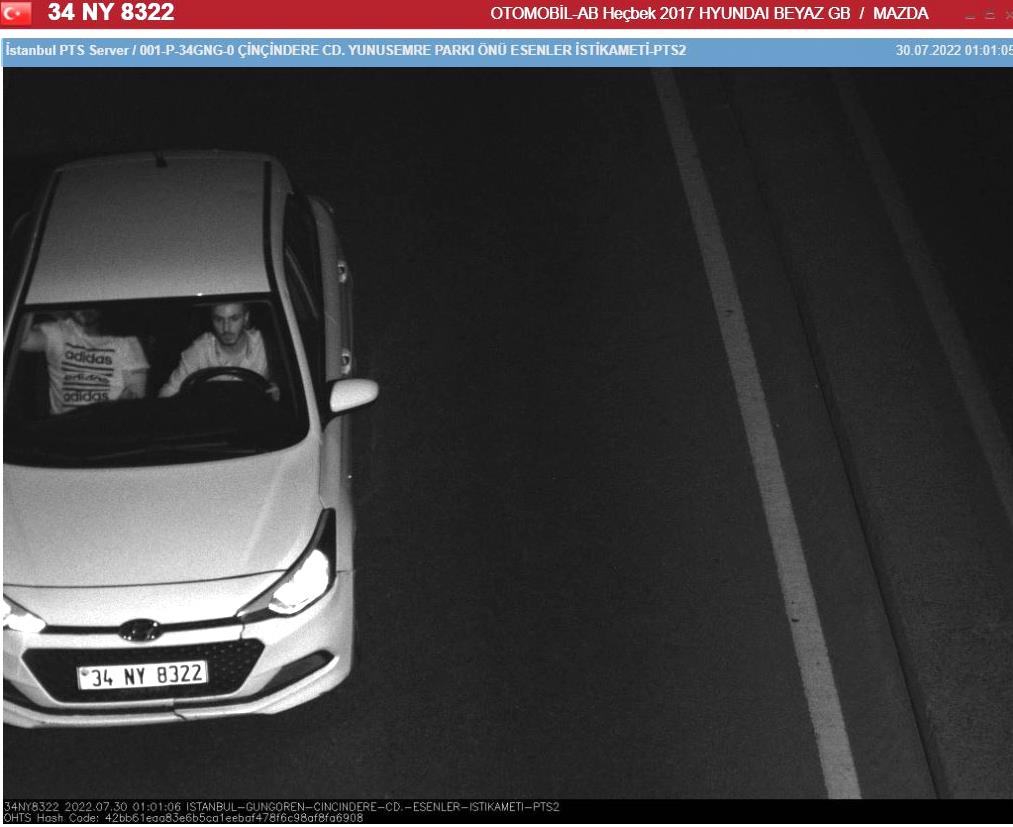 34 NY 8322
OTOMOBİL-AB Heçbek 2017 HYUNDAI BEYAZ GB / MAZDA
İstanbul PTS Server / 001-P-34GNG-0 ÇİNÇİNDERE CD. YUNUSEMRE PARKI ÖNÜ ESENLER İSTİKAMETİ-PTS2
30.07.2022 01:01:05
adidas
adidas
adidas
34 NY 8322
34NY8322 2022.07.30 01:01:06 ISTANBUL-GUNGOREN-CINCINDERE-CD.-ESENLER-ISTIKAMETI-PTS2
OHTS Hash Code: 42bb61eaa83e6b5ca1eebaf478f6c98af8fa6908